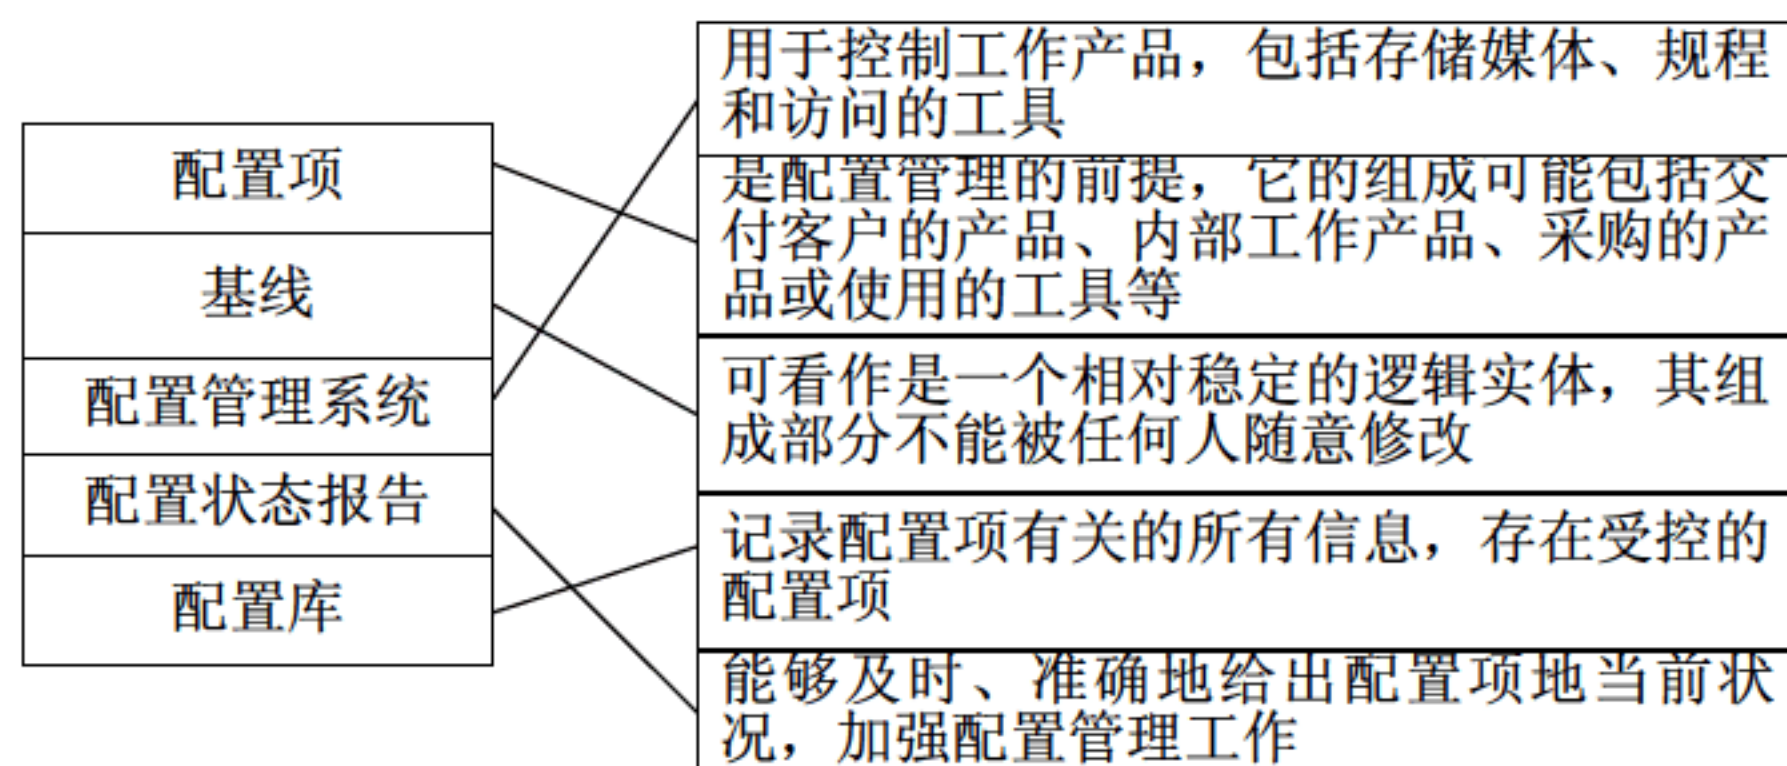 配置项
基线
配置管理系统
配置状态报告
配置库
用于控制工作产品，包括存储媒体、规程
和访问的工具
是配置管理的前提，它的组成可能包括交
付客户的产品、内部工作产品、采购的产
品或使用的工具等
可看作是一个相对稳定的逻辑实体，其组
成部分不能被任何人随意修改
记录配置项有关的所有信息，存在受控的
配置项
能够及时、准确地给出配置项地当前状
况，加强配置管理工作